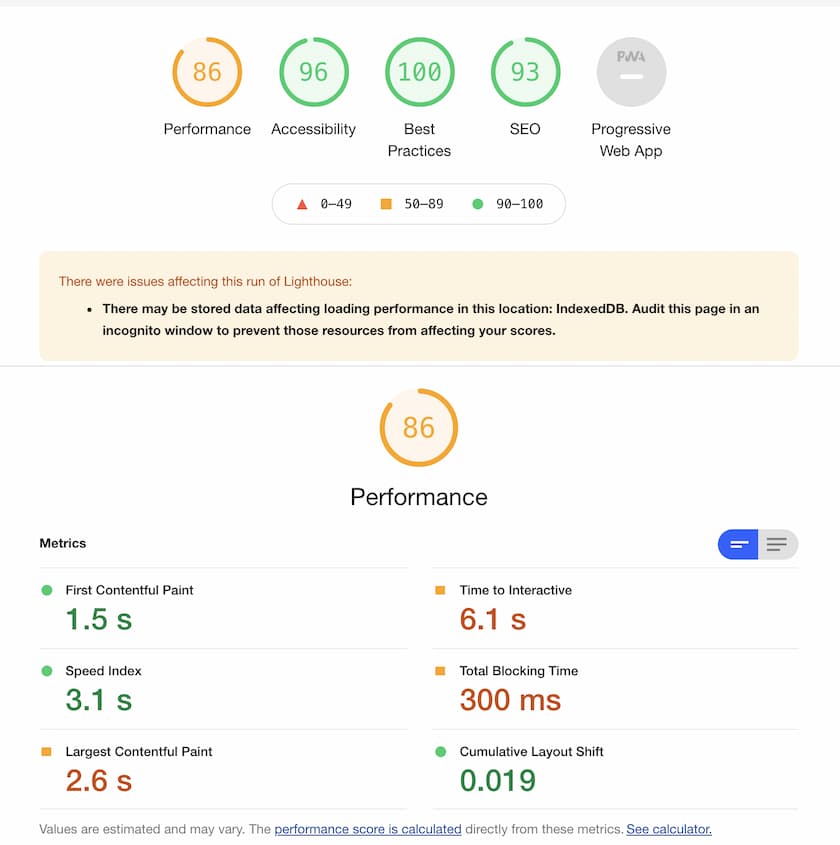 86 96 100 93 PWA
Performance Accessibility Best Practices SEO Progressive Web App
0–49 50–89 90–100
There were issues affecting this run of Lighthouse:
• There may be stored data affecting loading performance in this location: IndexedDB. Audit this page in an
incognito window to prevent those resources from affecting your scores.
86
Performance
Metrics
First Contentful Paint
1.5 s
Time to Interactive
6.1 s
Speed Index
3.1 s
Total Blocking Time
300 ms
Largest Contentful Paint
2.6 s
Cumulative Layout Shift
0.019
Values are estimated and may vary. The performance score is calculated directly from these metrics. See calculator.